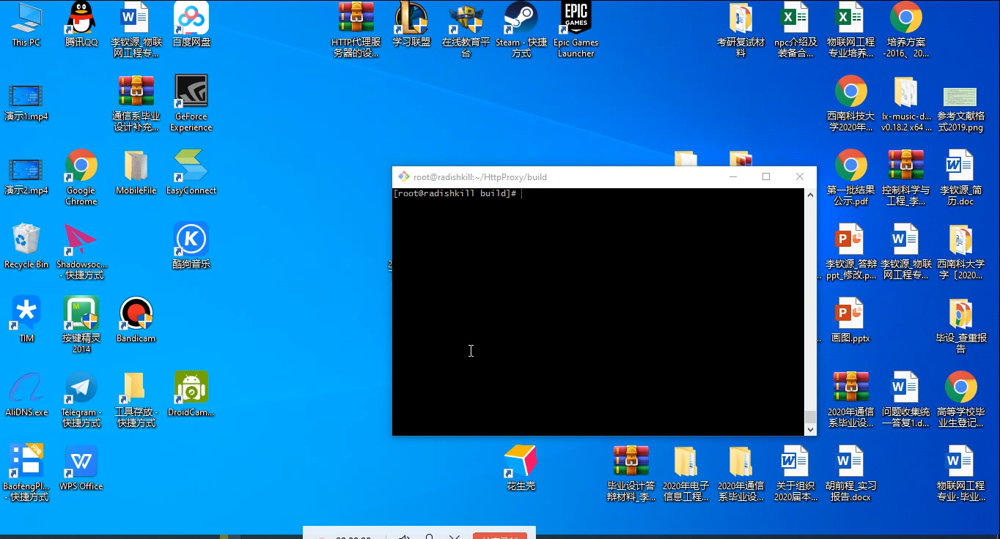 This PC
腾讯QQ
李钦源_物联
网工程专...
百度网盘
HTTP代理服
务器的设...
学习联盟
在线教育平
台
Steam - 快捷
方式
EPIC
GAMES
Epic Games
Launcher
考研复试材
料
npc介绍及
装备合...
物联网工程
专业培养...
培养方案
-2016、20...
演示1.mp4
通信系毕业
设计补充...
GeForce
Experience
西南科技大
学2020年...
lx-music-d...
v0.18.2 x64 ...
参考文献格
式2019.png
演示2.mp4
Google
Chrome
MobileFile
EasyConnect
第一批结果
公示.pdf
控制科学与
工程_李...
李钦源_简
历.doc
root@radishkill:~/HttpProxy/build
[root@radishkill build]#
Recycle Bin
Shadowsoc...
- 快捷方式
酷狗音乐
李钦源_答辩
ppt_修改.p...
李钦源_物联
网工程专...
西南科大学
字〔2020...
TIM
按键精灵
2014
Bandicam
画图.pptx
毕设_查重报
告
AliDNS.exe
Telegram -
快捷方式
工具存放 -
快捷方式
DroidCam...
2020年通信
系毕业设...
问题收集统
一答复1.d...
高等学校毕
业生登记...
BaofengPl...
- 快捷方式
WPS Office
花生壳
毕业设计答
辩材料_李...
2020年电子
信息工程...
2020年通信
系毕业设...
关于组织
2020届本...
胡前程_实习
报告.docx
物联网工程
专业-毕业...